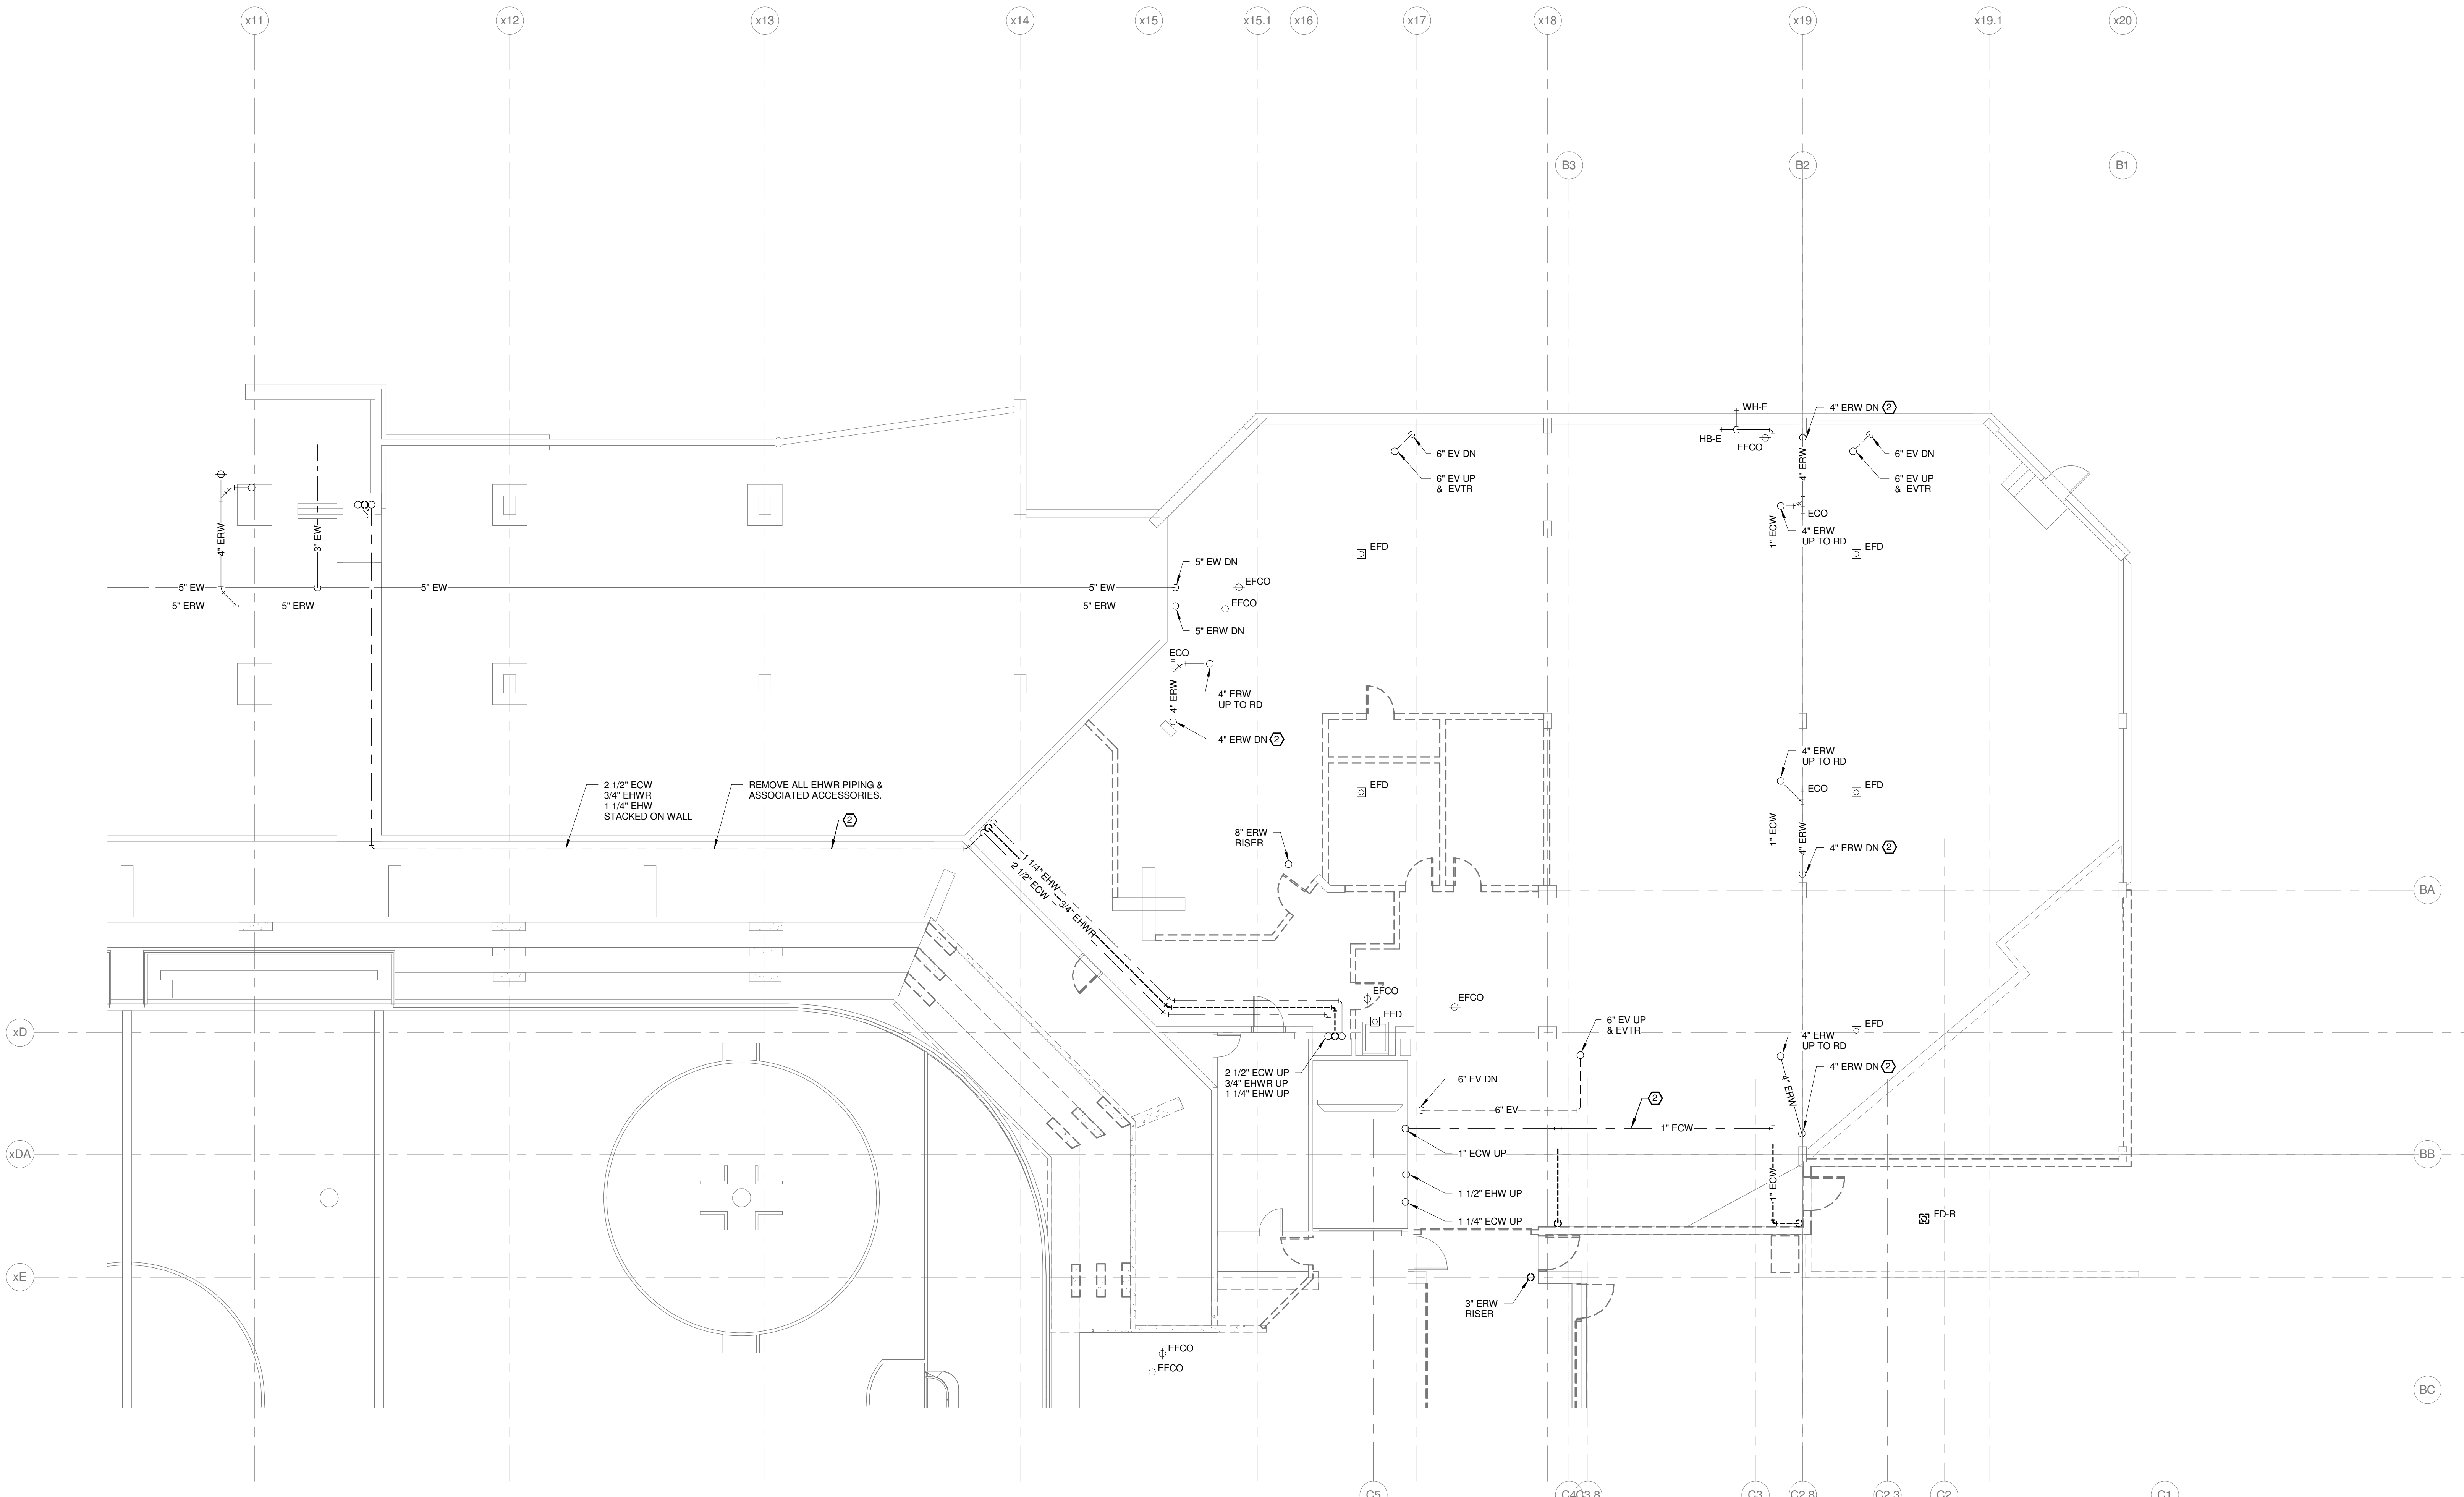 x11
x12
x13
x14
x15
x15.1
x16
x17
x18
x19
x19.1
x20
B3
B2
B1
WH-E
HB-E
EFCO
4" ERW DN 2
4" ERW
6" EV DN
6" EV UP
& EVTR
6" EV DN
6" EV UP
& EVTR
ECO
4" ERW
UP TO RD
1" ECW
EFD
EFD
4" ERW
3" EW
5" EW DN
5" EW
5" EW
5" EW
EFCO
5" ERW
5" ERW
5" ERW
EFCO
5" ERW DN
ECO
4" ERW
4" ERW
UP TO RD
4" ERW DN 2
4" ERW
UP TO RD
ECO
EFD
EFD
2 1/2" ECW
3/4" EHWR
1 1/4" EHW
STACKED ON WALL
REMOVE ALL EHWR PIPING &
ASSOCIATED ACCESSORIES.
2
8" ERW
RISER
1" ECW
4" ERW
4" ERW DN 2
1 1/4" EHW
2 1/2" ECW
3/4" EHWR
BA
EFCO
EFCO
EFD
6" EV UP
& EVTR
EFD
4" ERW
UP TO RD
4" ERW DN 2
4" ERW
xD
2 1/2" ECW UP
3/4" EHWR UP
1 1/4" EHW UP
6" EV DN
6" EV
2
1" ECW
1" ECW UP
xDA
BB
1 1/2" EHW UP
1" ECW
1 1/4" ECW UP
FD-R
xE
3" ERW
RISER
EFCO
EFCO
BC
C5
C4
C3.8
C3
C2.8
C2.3
C2
C1